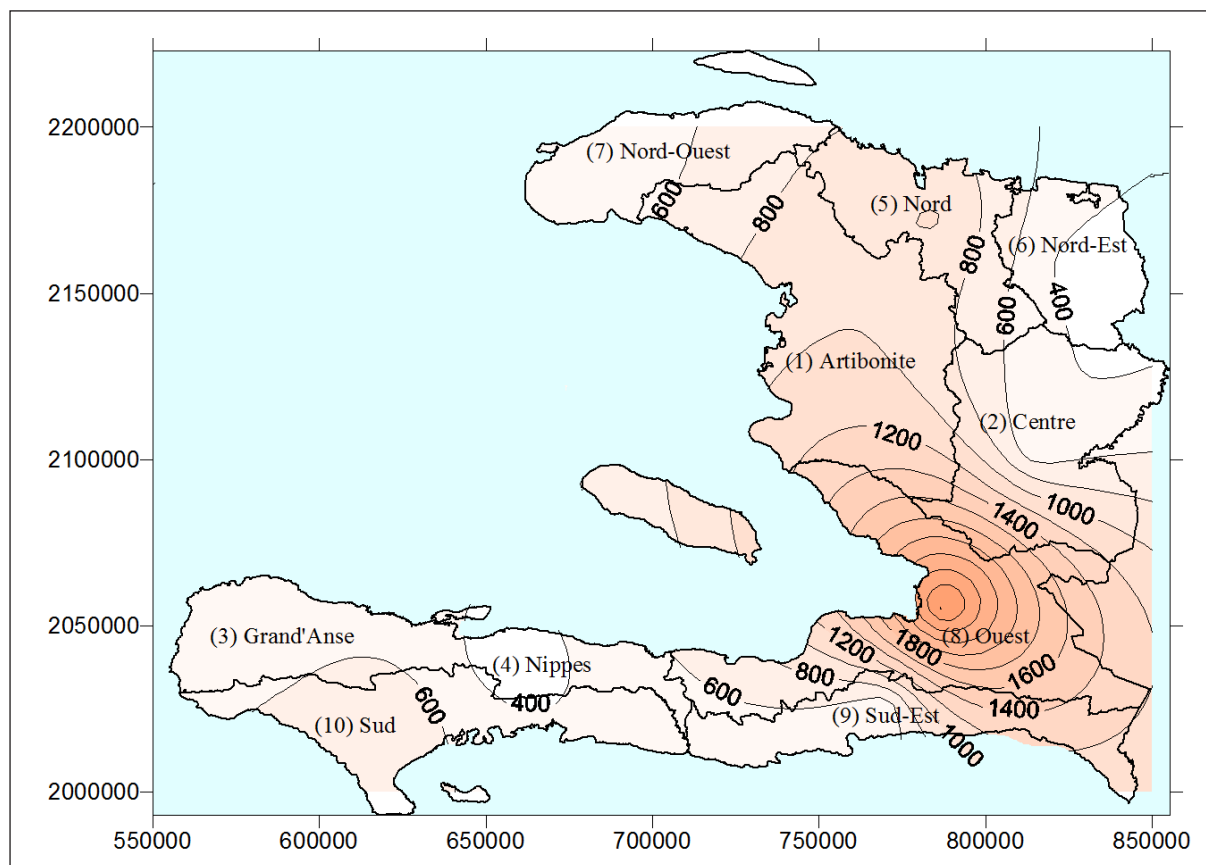 2200000
2150000
2100000
2050000
2000000
550000 600000 650000 700000 750000 800000 850000
(7) Nord-Ouest
600
800
(5) Nord
800
(6) Nord-Est
600
400
(1) Artibonite
1200
(2) Centre
1000
1400
(3) Grand'Anse
(4) Nippes
1200
1800
(8) Ouest
1600
600
800
600
400
(10) Sud
(9) Sud-Est
1400
1000